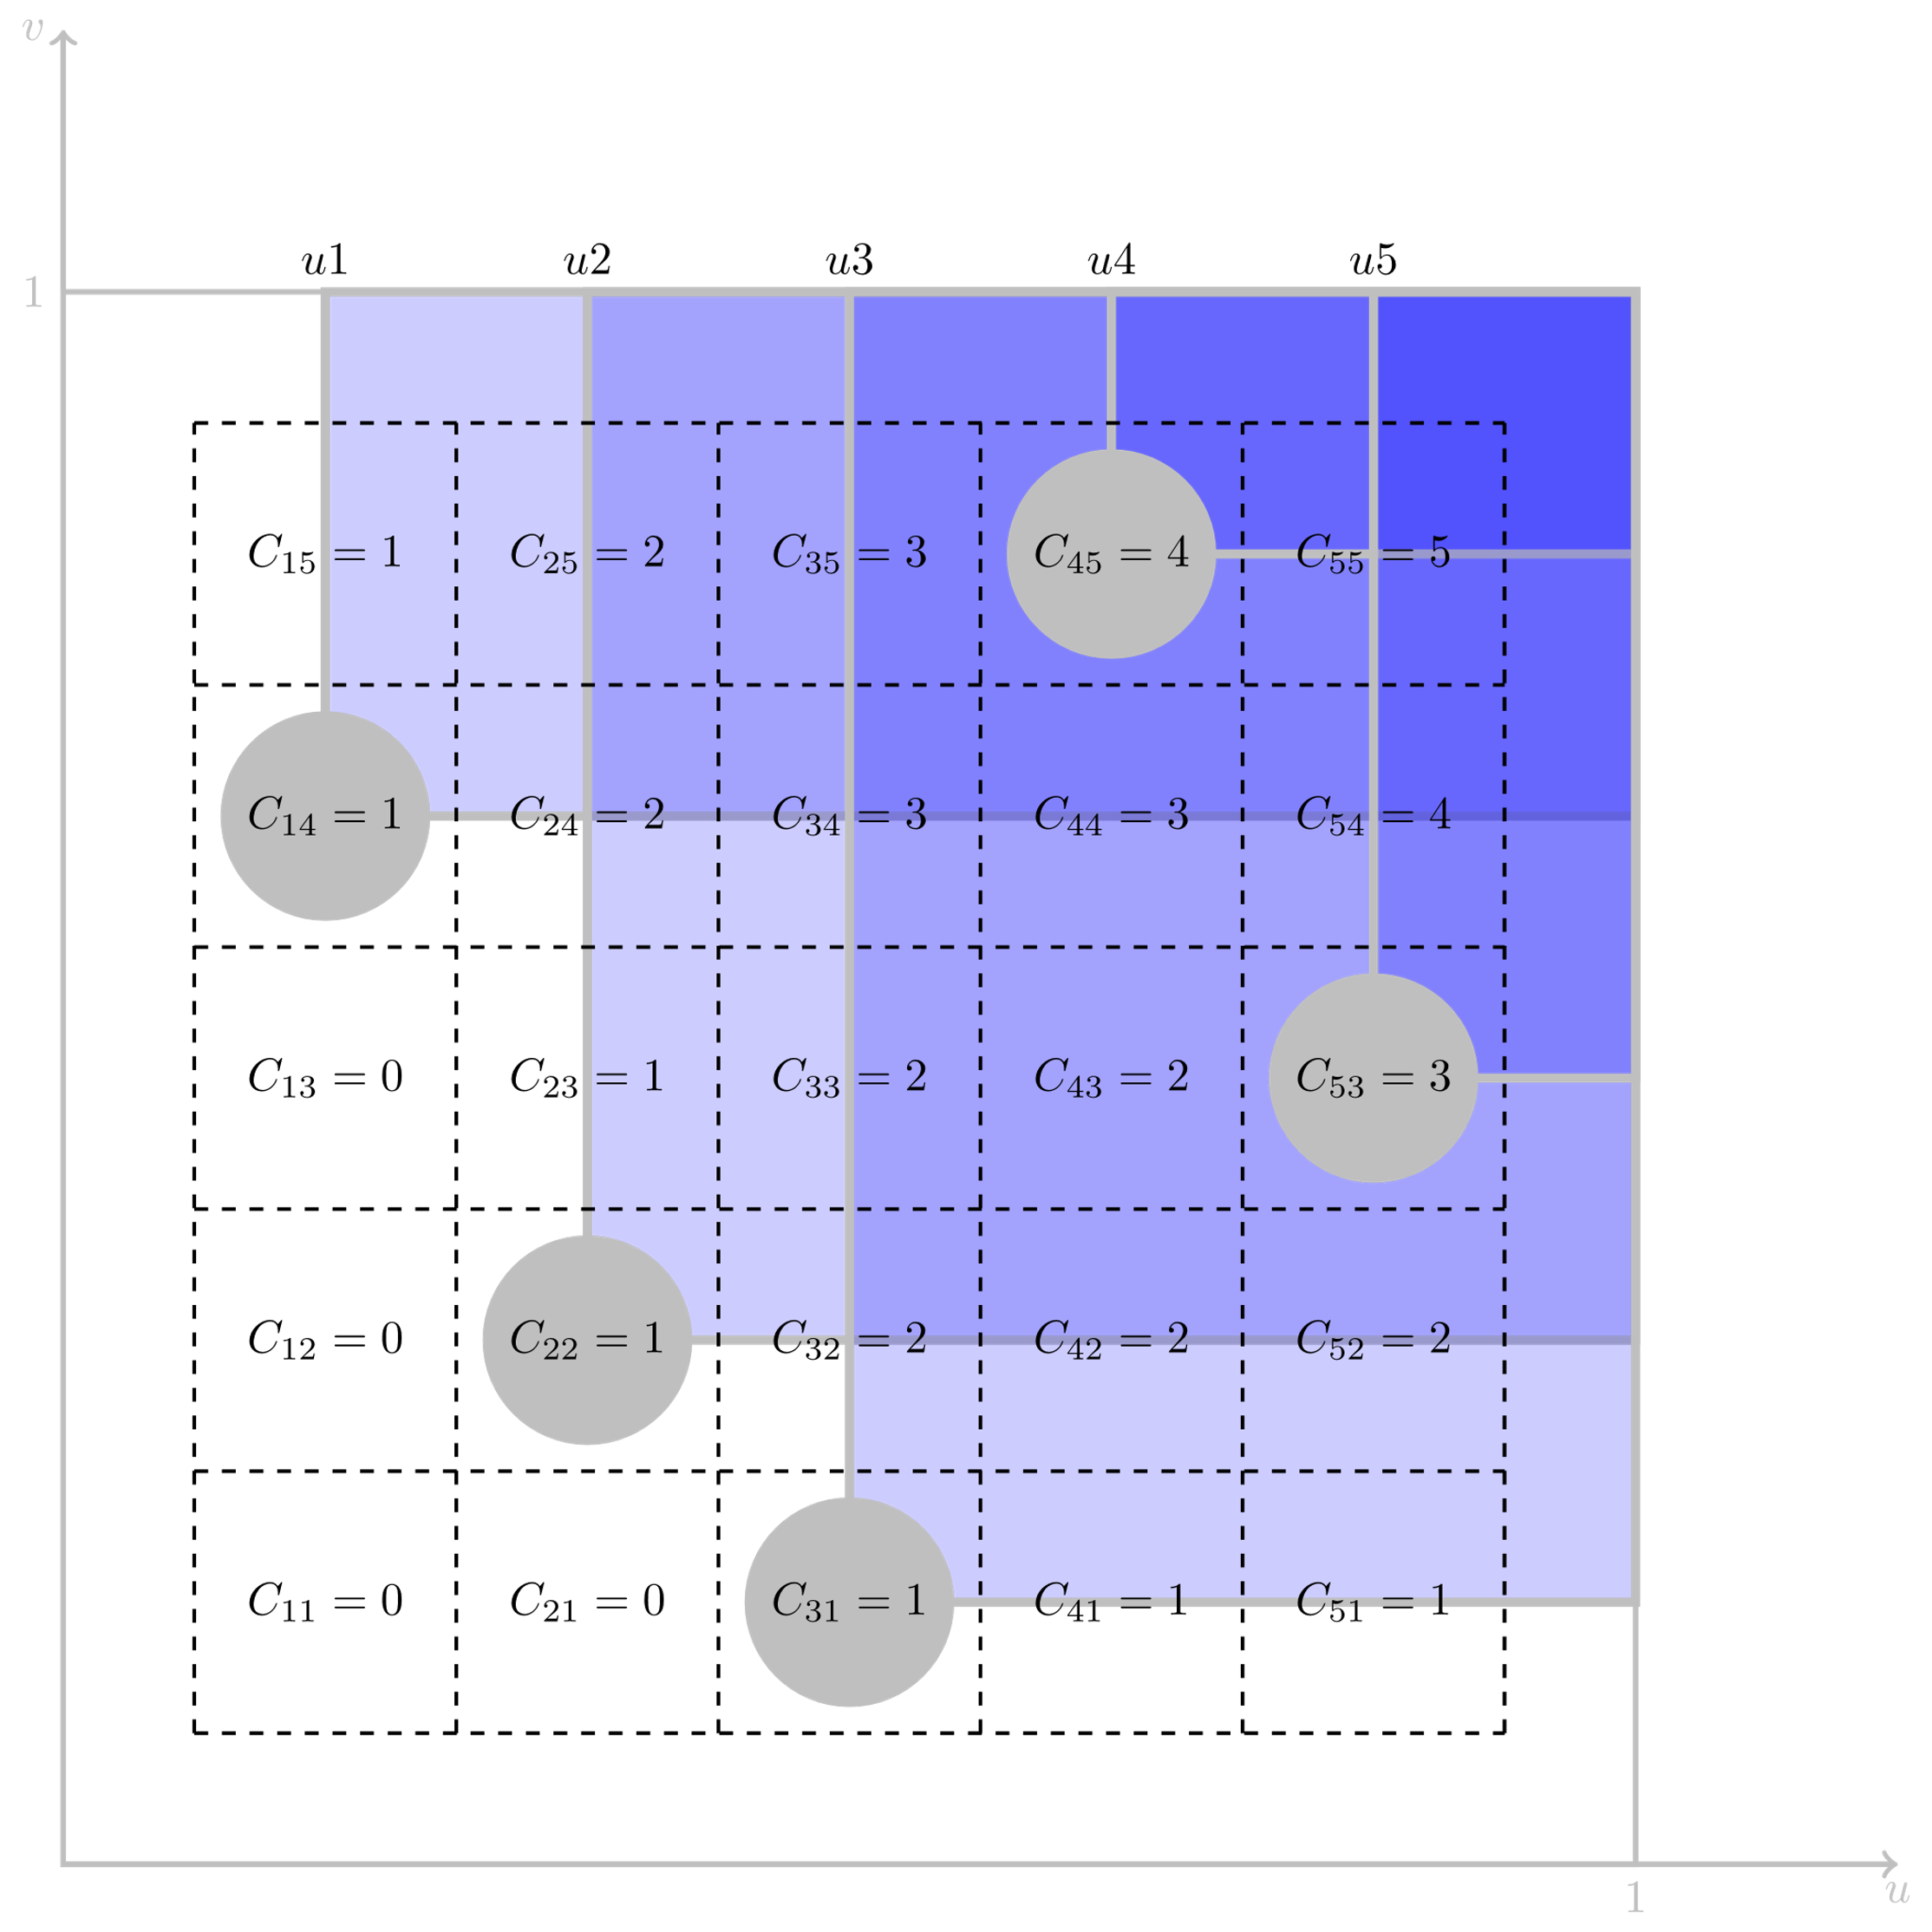 v
u1 u2 u3 u4 u5
1
C₁₅ = 1 C₂₅ = 2 C₃₅ = 3 C₄₅ = 4 C₅₅ = 5
C₁₄ = 1 C₂₄ = 2 C₃₄ = 3 C₄₄ = 3 C₅₄ = 4
C₁₃ = 0 C₂₃ = 1 C₃₃ = 2 C₄₃ = 2 C₅₃ = 3
C₁₂ = 0 C₂₂ = 1 C₃₂ = 2 C₄₂ = 2 C₅₂ = 2
C₁₁ = 0 C₂₁ = 0 C₃₁ = 1 C₄₁ = 1 C₅₁ = 1
1 u